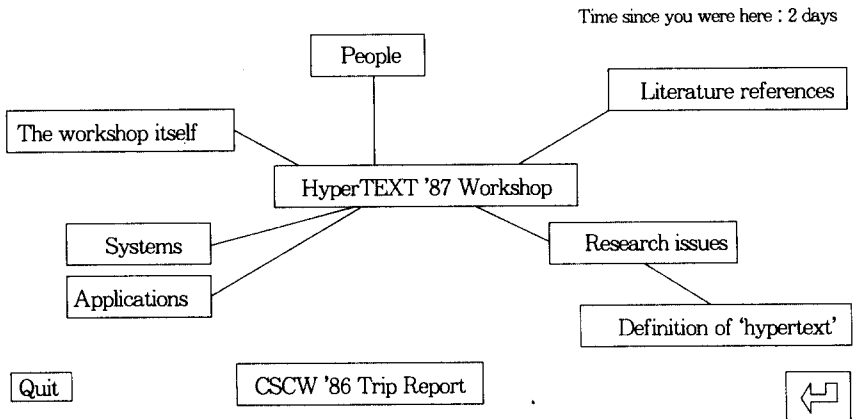 Time since you were here : 2 days
People
Literature references
The workshop itself
HyperTEXT '87 Workshop
Systems
Research issues
Applications
Definition of 'hypertext'
Quit
CSCW '86 Trip Report